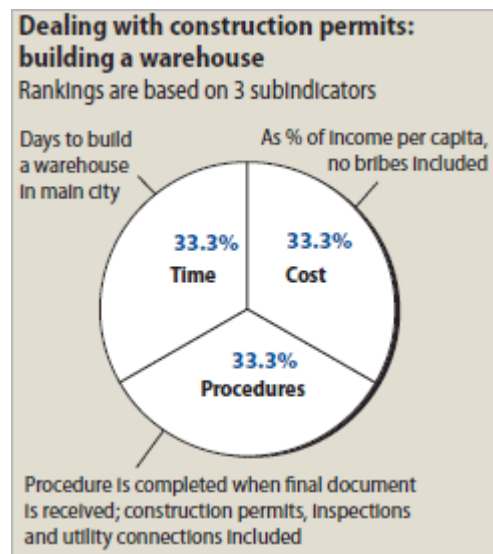 Dealing with construction permits:
building a warehouse
Rankings are based on 3 subindicators
Days to build
a warehouse
in main city
As % of income per capita,
no bribes included
33.3%
Time
33.3%
Cost
33.3%
Procedures
Procedure is completed when final document
is received; construction permits, inspections
and utility connections included